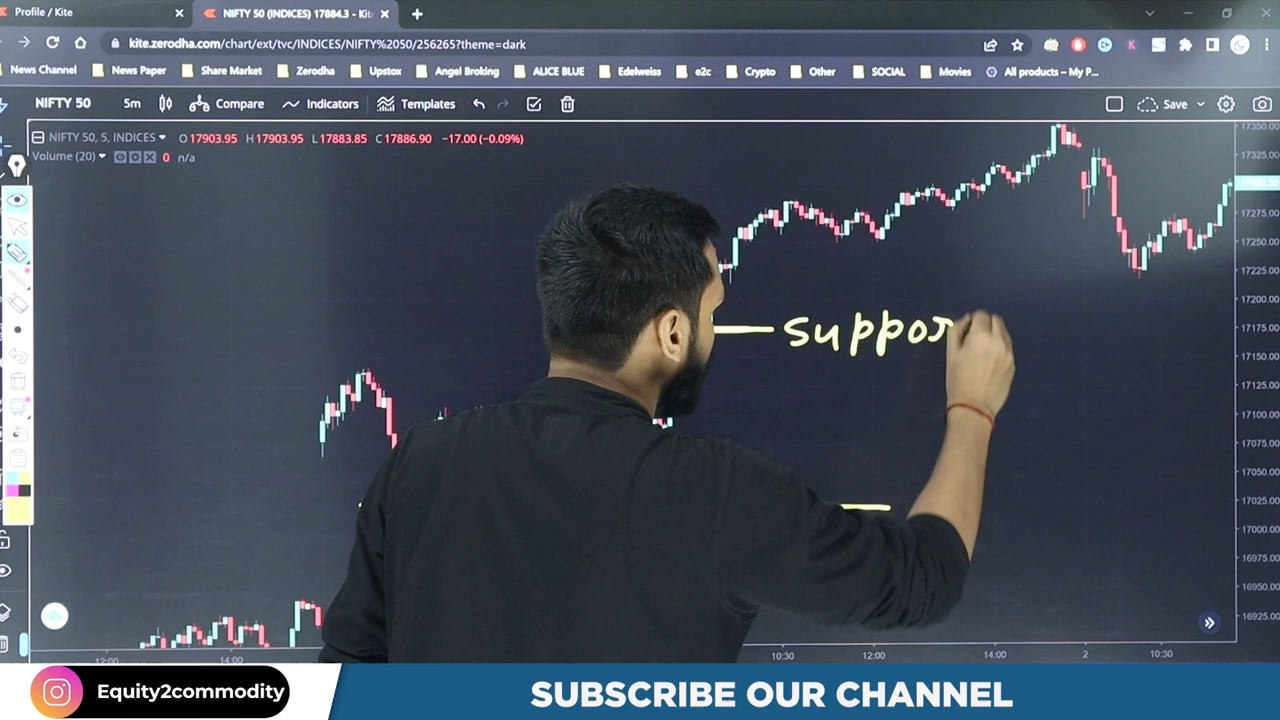 Profile / Kite
NIFTY 50 (INDICES) 17884.3 - Kite
kite.zerodha.com/chart/ext/tvc/INDICES/NIFTY%2050/256265?theme=dark
News Channel News Paper Share Market Zerodha Upstox Angel Broking ALICE BLUE Edelweiss e2c Crypto Other SOCIAL Movies All products – My P...
NIFTY 50 5m Compare Indicators Templates Save
NIFTY 50, 5, INDICES O17903.95 H17903.95 L17883.85 C17886.90 −17.00 (−0.09%)
Volume (20) 0 n/a
17350.00
17325.00
17275.00
17250.00
17225.00
17200.00
17175.00
17150.00
17125.00
17100.00
17075.00
17050.00
17025.00
17000.00
16975.00
16950.00
16925.00
suppor
12:00 14:00 10:30 12:00 14:00 2 10:30
Equity2commodity
SUBSCRIBE OUR CHANNEL